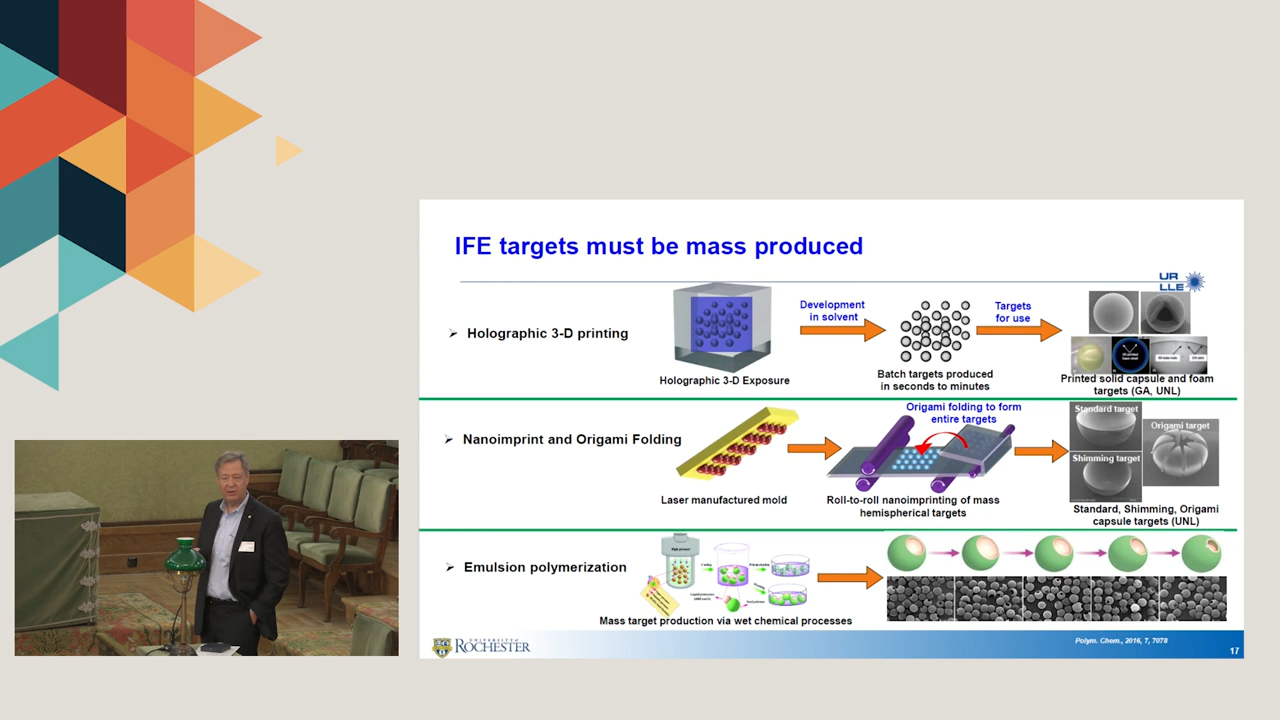 IFE targets must be mass produced
UR
LLE
Holographic 3-D printing
Holographic 3-D Exposure
Development
in solvent
Batch targets produced
in seconds to minutes
Targets
for use
Printed solid capsule and foam
targets (GA, UNL)
Nanoimprint and Origami Folding
Laser manufactured mold
Origami folding to form
entire targets
Roll-to-roll nanoimprinting of mass
hemispherical targets
Standard target
Shimming target
Origami target
Standard, Shimming, Origami
capsule targets (UNL)
Emulsion polymerization
Mass target production via wet chemical processes
UNIVERSITY of
ROCHESTER
Polym. Chem., 2016, 7, 7078
17